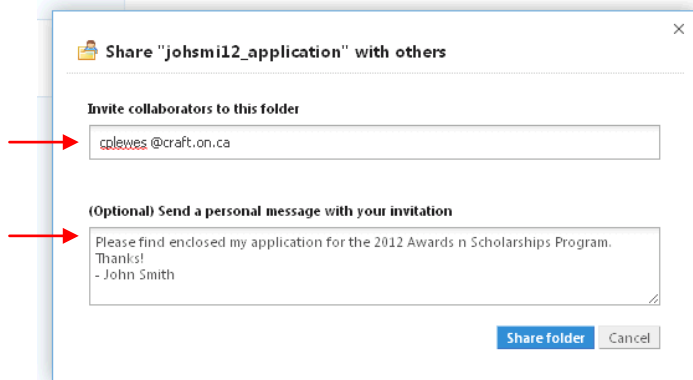 Share "johsmi12_application" with others
Invite collaborators to this folder
cplewes @craft.on.ca
(Optional) Send a personal message with your invitation
Please find enclosed my application for the 2012 Awards n Scholarships Program.
Thanks!
- John Smith
Share folder Cancel